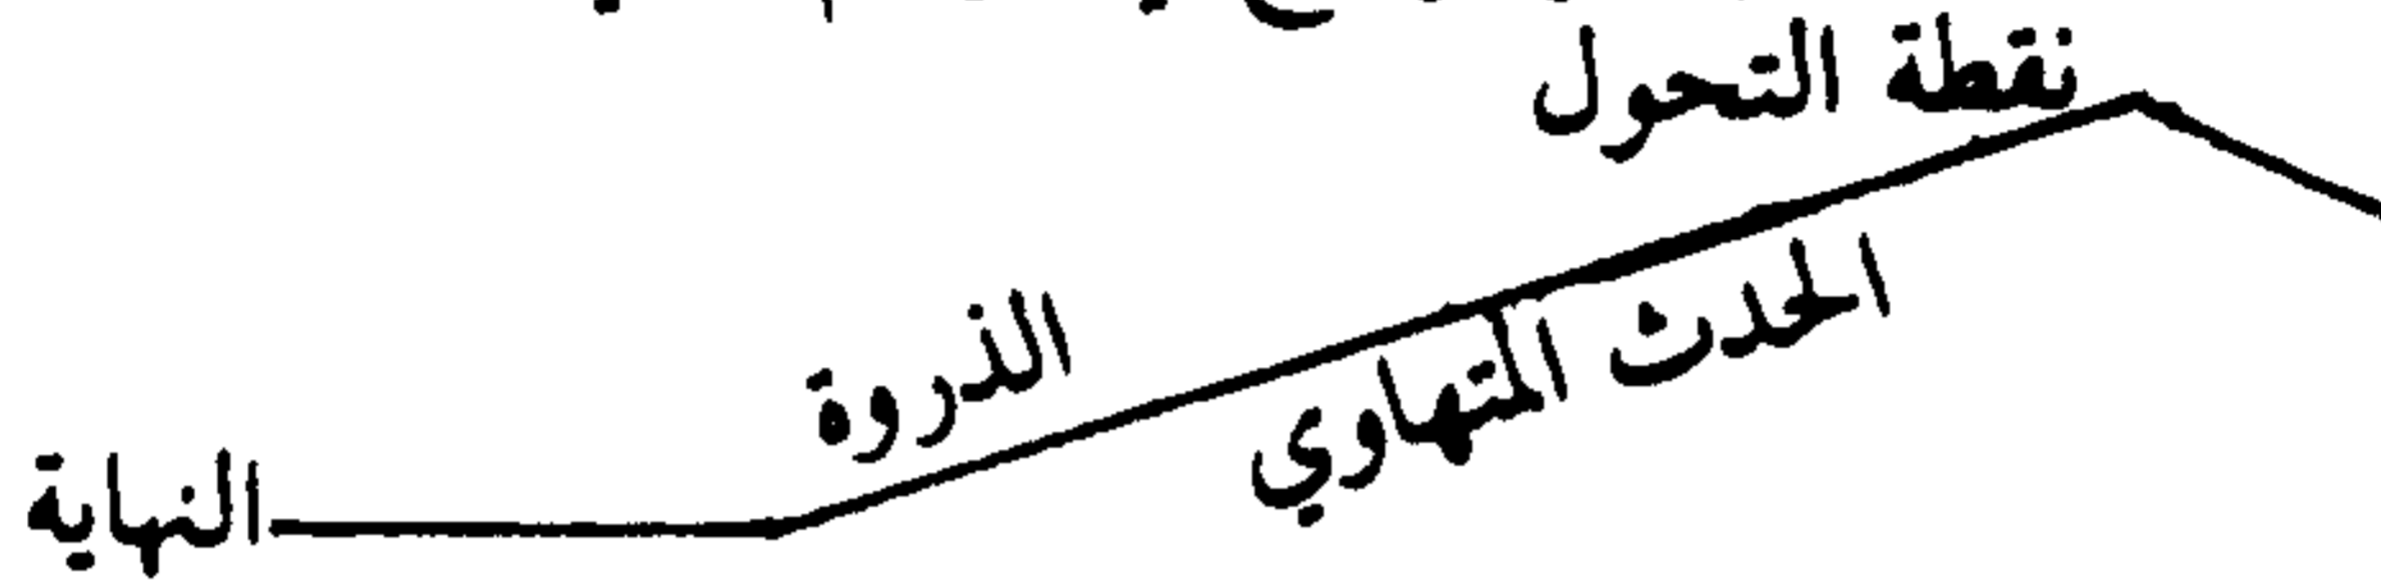 نقطة التحول
الحدث المتهاوي
الذروة
النهاية